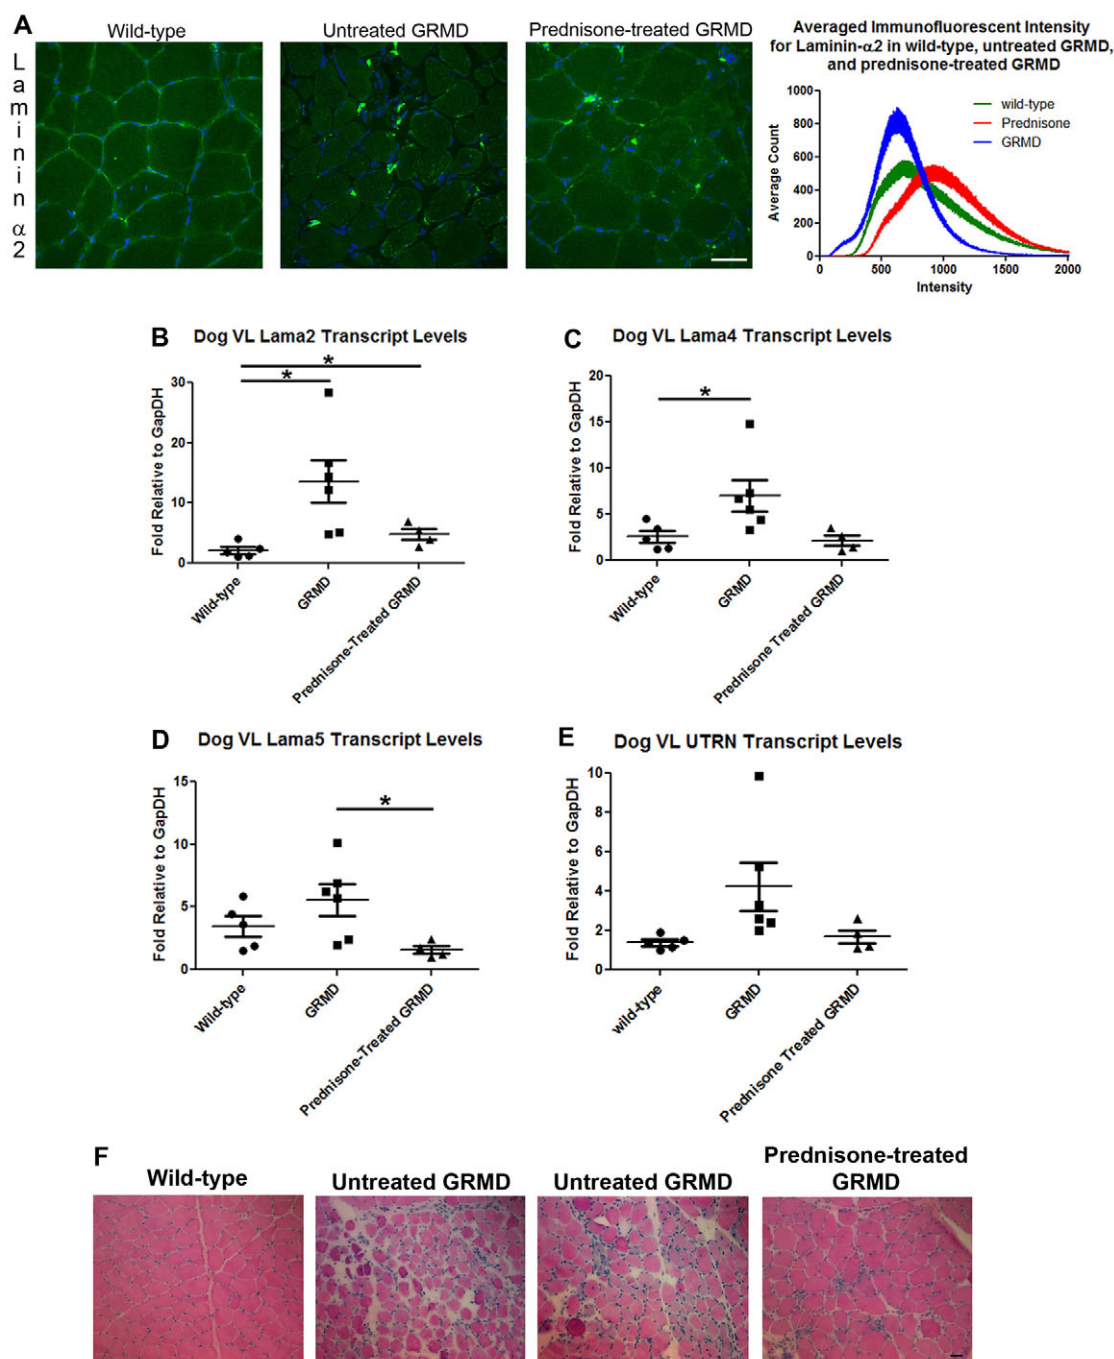 A
Wild-type
Untreated GRMD
Prednisone-treated GRMD
Laminin α2
Averaged Immunofluorescent Intensity
for Laminin-α2 in wild-type, untreated GRMD,
and prednisone-treated GRMD
Average Count
1000
800
600
400
200
0
wild-type
Prednisone
GRMD
0 500 1000 1500 2000
Intensity
B
Dog VL Lama2 Transcript Levels
Fold Relative to GapDH
30
20
10
0
*
*
Wild-type
GRMD
Prednisone-Treated GRMD
C
Dog VL Lama4 Transcript Levels
Fold Relative to GapDH
20
15
10
5
0
*
Wild-type
GRMD
Prednisone Treated GRMD
D
Dog VL Lama5 Transcript Levels
Fold Relative to GapDH
15
10
5
0
*
Wild-type
GRMD
Prednisone-Treated GRMD
E
Dog VL UTRN Transcript Levels
Fold Relative to GapDH
10
8
6
4
2
0
wild-type
GRMD
Prednisone Treated GRMD
F
Wild-type
Untreated GRMD
Untreated GRMD
Prednisone-treated
GRMD